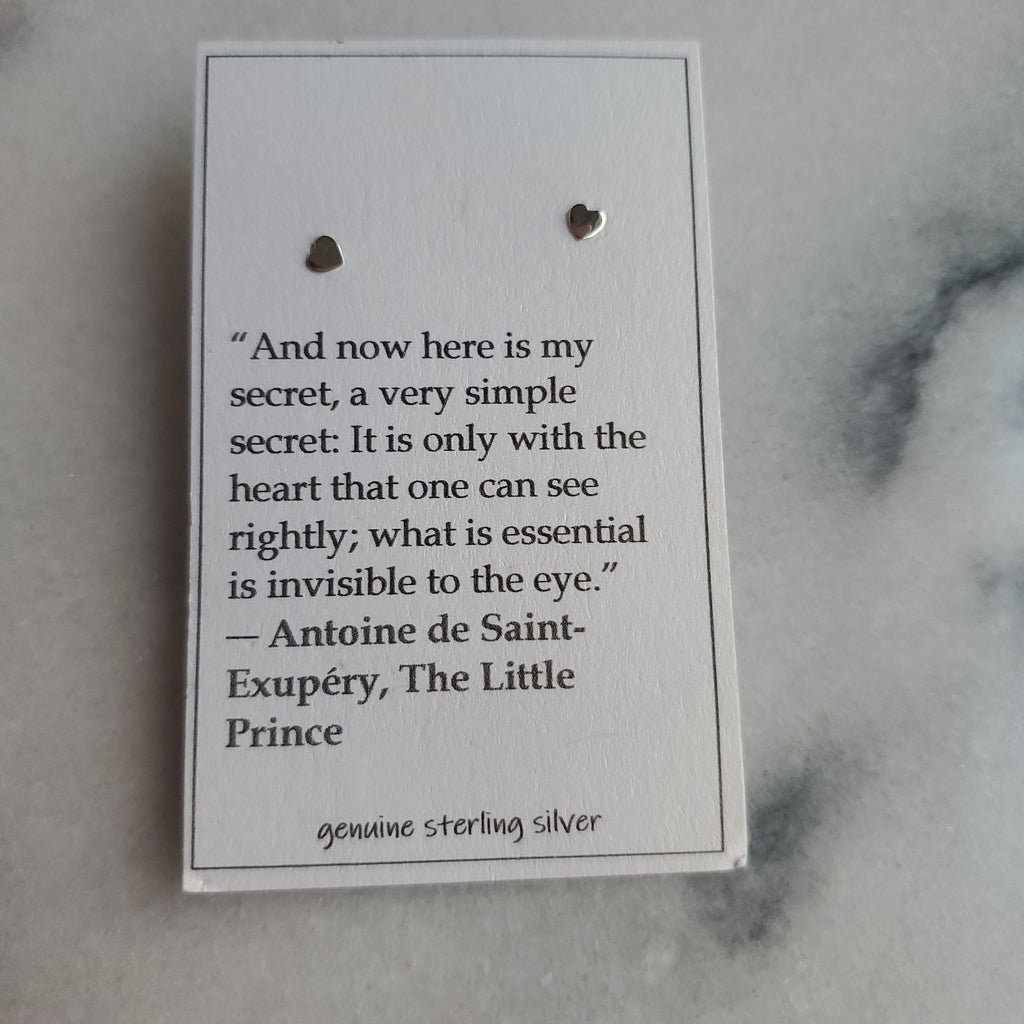 “And now here is my
secret, a very simple
secret: It is only with the
heart that one can see
rightly; what is essential
is invisible to the eye.”
— Antoine de Saint-
Exupéry, The Little
Prince
genuine sterling silver